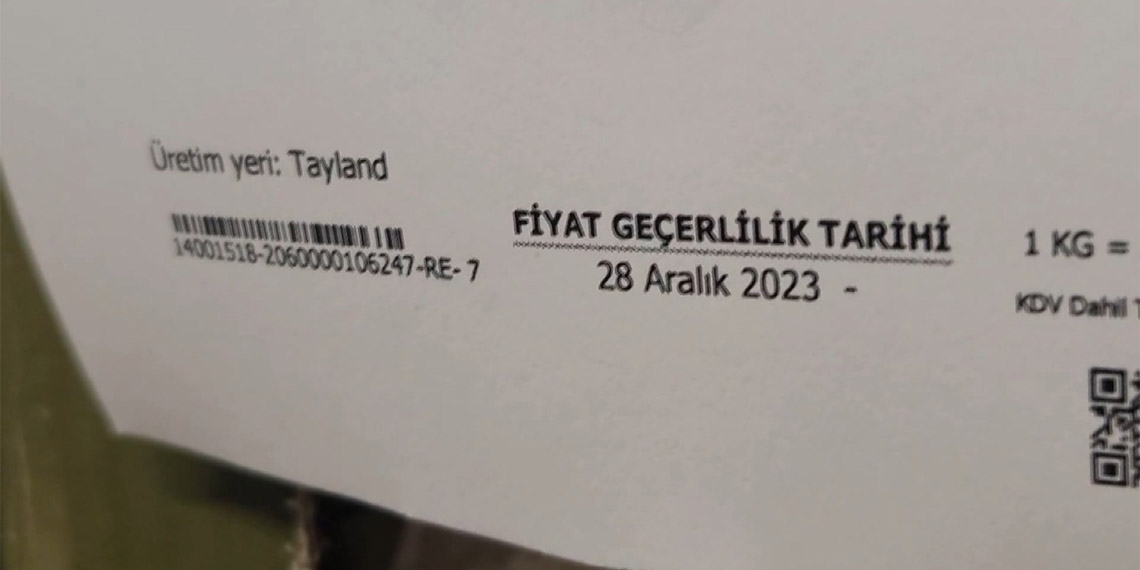 Üretim yeri: Tayland
14001518-2060000106247-RE- 7
FİYAT GEÇERLİLİK TARİHİ
28 Aralık 2023 -
1 KG =
KDV Dahil